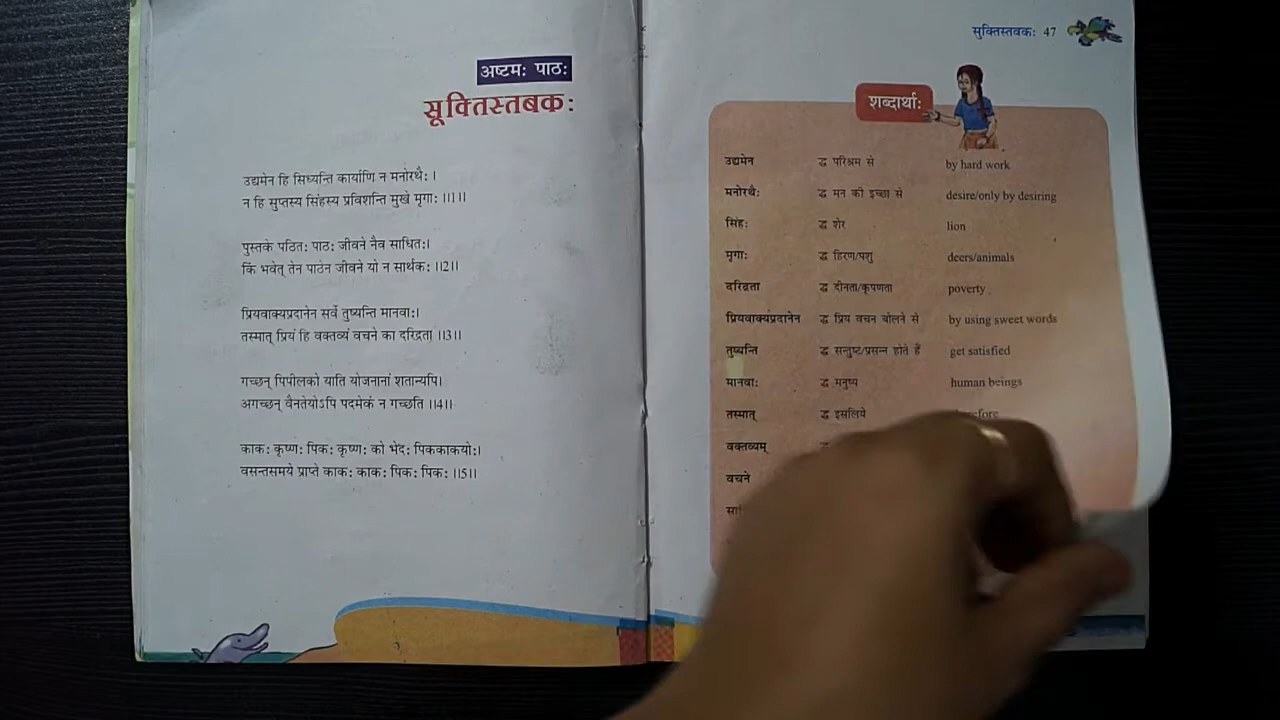 अष्टमः पाठः
सूक्तिस्तबकः
उद्यमेन हि सिध्यन्ति कार्याणि न मनोरथैः ।
न हि सुप्तस्य सिंहस्य प्रविशन्ति मुखे मृगाः ।।1।।
पुस्तके पठितः पाठः जीवने नैव साधितः।
किं भवेत् तेन पाठेन जीवने यो न सार्थकः ।।2।।
प्रियवाक्यप्रदानेन सर्वे तुष्यन्ति मानवाः।
तस्मात् प्रियं हि वक्तव्यं वचने का दरिद्रता ।।3।।
गच्छन् पिपीलको याति योजनानां शतान्यपि।
अगच्छन् वैनतेयोऽपि पदमेकं न गच्छति ।।4।।
काकः कृष्णः पिकः कृष्णः को भेदः पिककाकयोः।
वसन्तसमये प्राप्ते काकः काकः पिकः पिकः ।।5।।
सुक्तिस्तवकः 47
शब्दार्थाः
उद्यमेन द्ध परिश्रम से by hard work
मनोरथैः द्ध मन की इच्छा से desire/only by desiring
सिंहः द्ध शेर lion
मृगाः द्ध हिरण/पशु deers/animals
दरिद्रता द्ध दीनता/कृपणता poverty
प्रियवाक्यप्रदानेन द्ध प्रिय वचन बोलने से by using sweet words
तुष्यन्ति द्ध सन्तुष्ट/प्रसन्न होते हैं get satisfied
मानवाः द्ध मनुष्य human beings
तस्मात् द्ध इसलिये
वक्तव्यम्
वचने